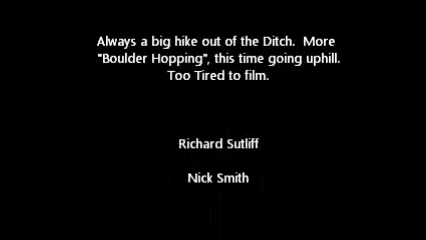 Always a big hike out of the Ditch.  More
"Boulder Hopping", this time going uphill.
Too Tired to film.
Richard Sutliff
Nick Smith